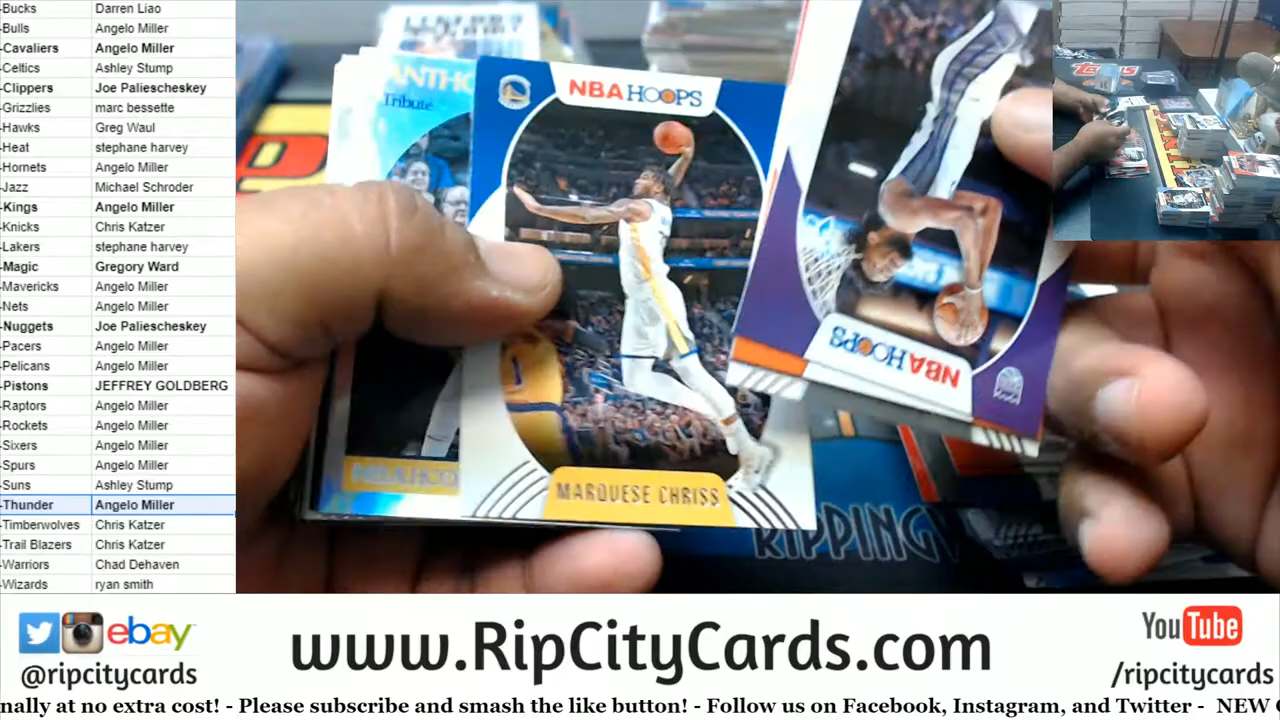 -Bucks Darren Liao
-Bulls Angelo Miller
-Cavaliers Angelo Miller
-Celtics Ashley Stump
-Clippers Joe Paliescheskey
-Grizzlies marc bessette
-Hawks Greg Waul
-Heat stephane harvey
-Hornets Angelo Miller
-Jazz Michael Schroder
-Kings Angelo Miller
-Knicks Chris Katzer
-Lakers stephane harvey
-Magic Gregory Ward
-Mavericks Angelo Miller
-Nets Angelo Miller
-Nuggets Joe Paliescheskey
-Pacers Angelo Miller
-Pelicans Angelo Miller
-Pistons JEFFREY GOLDBERG
-Raptors Angelo Miller
-Rockets Angelo Miller
-Sixers Angelo Miller
-Spurs Angelo Miller
-Suns Ashley Stump
-Thunder Angelo Miller
-Timberwolves Chris Katzer
-Trail Blazers Chris Katzer
-Warriors Chad Dehaven
-Wizards ryan smith
ANTHO
Tribute
NBA HOOPS
1
MARQUESE CHRISS
NBA HOOPS
NBA HOO
RIPPING
ebay
@ripcitycards
www.RipCityCards.com
YouTube
/ripcitycards
nally at no extra cost! - Please subscribe and smash the like button! - Follow us on Facebook, Instagram, and Twitter - NEW